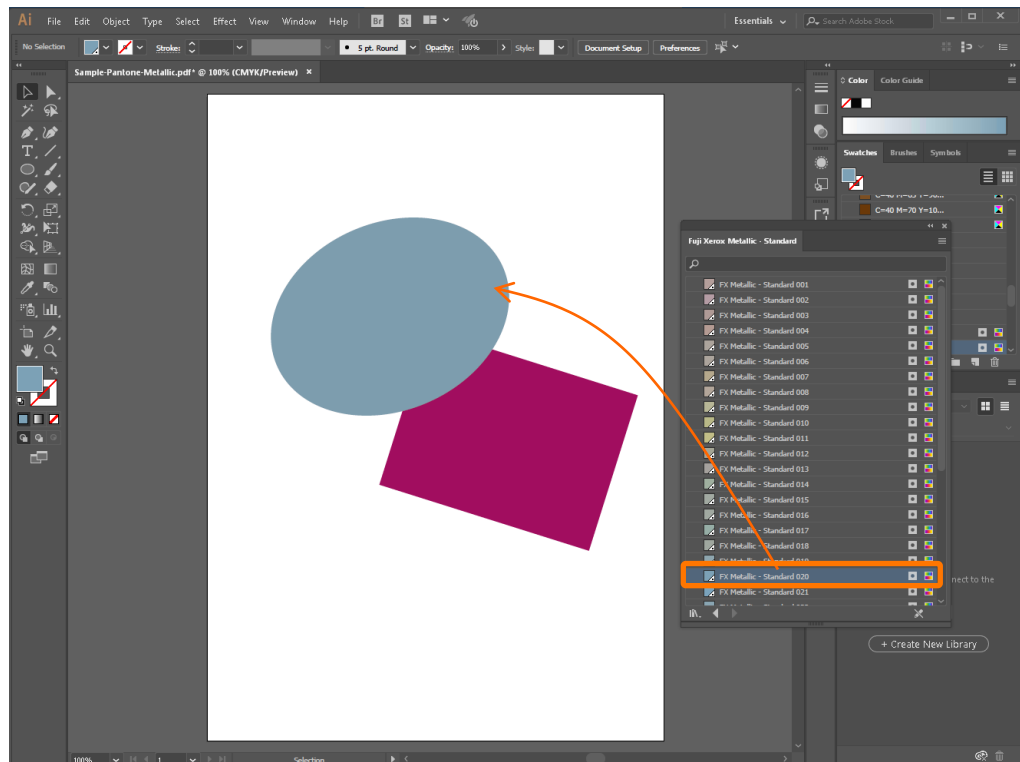 Ai File Edit Object Type Select Effect View Window Help Br St Essentials Search Adobe Stock
No Selection Stroke: 5 pt. Round Opacity: 100% Style: Document Setup Preferences
Sample-Pantone-Metallic.pdf* @ 100% (CMYK/Preview) ×
Color Color Guide
Swatches Brushes Symbols
C=40 M=65 Y=90...
C=40 M=70 Y=10...
Fuji Xerox Metallic - Standard
FX Metallic - Standard 001
FX Metallic - Standard 002
FX Metallic - Standard 003
FX Metallic - Standard 004
FX Metallic - Standard 005
FX Metallic - Standard 006
FX Metallic - Standard 007
FX Metallic - Standard 008
FX Metallic - Standard 009
FX Metallic - Standard 010
FX Metallic - Standard 011
FX Metallic - Standard 012
FX Metallic - Standard 013
FX Metallic - Standard 014
FX Metallic - Standard 015
FX Metallic - Standard 016
FX Metallic - Standard 017
FX Metallic - Standard 018
FX Metallic - Standard 019
FX Metallic - Standard 020
FX Metallic - Standard 021
nect to the
+ Create New Library
100% 1 Selection